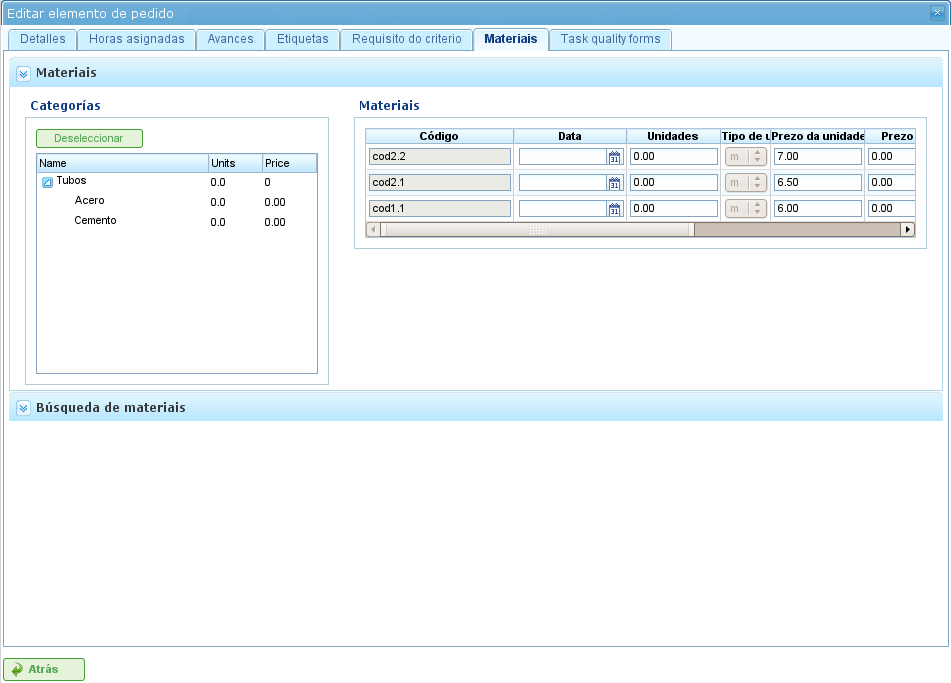 Editar elemento de pedido
Detalles Horas asignadas Avances Etiquetas Requisito do criterio Materiais Task quality forms
Materiais
Categorías
Deseleccionar
Name Units Price
Tubos 0.0 0
Acero 0.0 0.00
Cemento 0.0 0.00
Materiais
Código Data Unidades Tipo de u Prezo da unidade Prezo
cod2.2 31 0.00 m 7.00 0.00
cod2.1 31 0.00 m 6.50 0.00
cod1.1 31 0.00 m 6.00 0.00
Búsqueda de materiais
Atrás